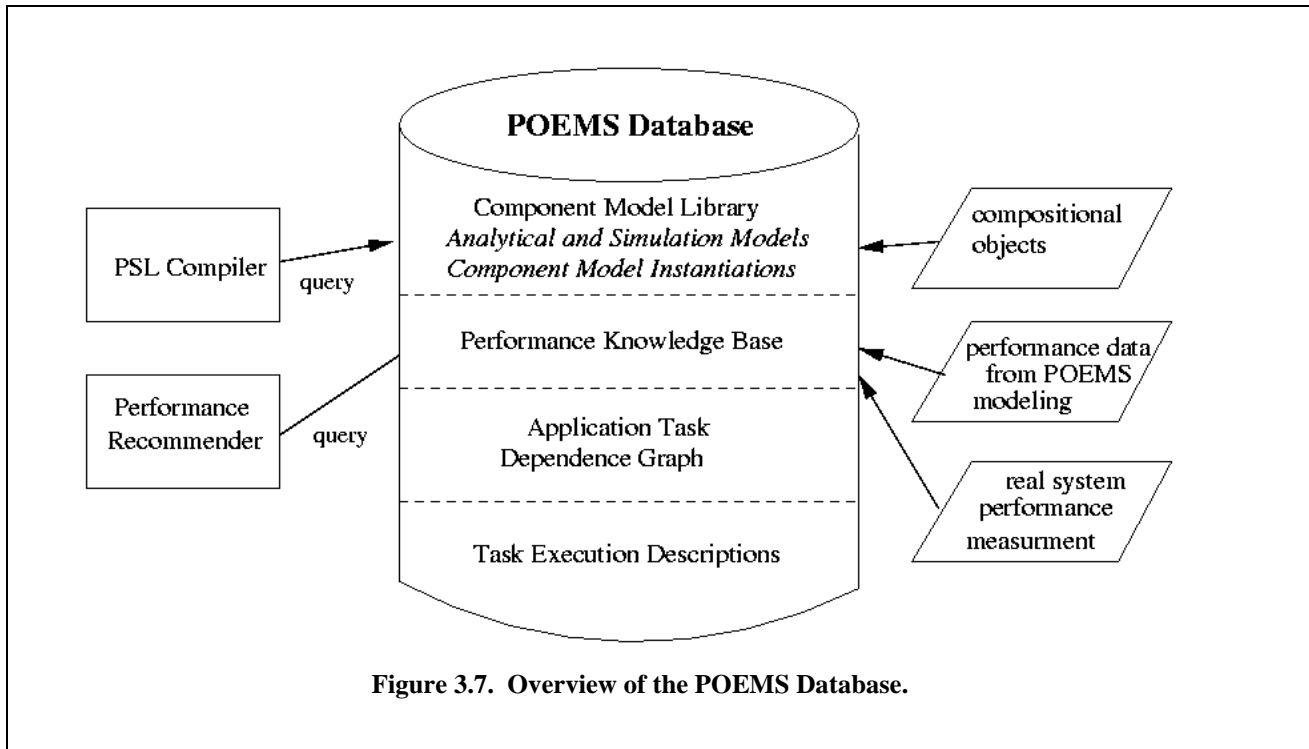 POEMS Database
Component Model Library
Analytical and Simulation Models
Component Model Instantiations
PSL Compiler
query
compositional
objects
Performance Knowledge Base
performance data
from POEMS
modeling
Performance
Recommender
query
Application Task
Dependence Graph
real system
performance
measurment
Task Execution Descriptions
Figure 3.7. Overview of the POEMS Database.